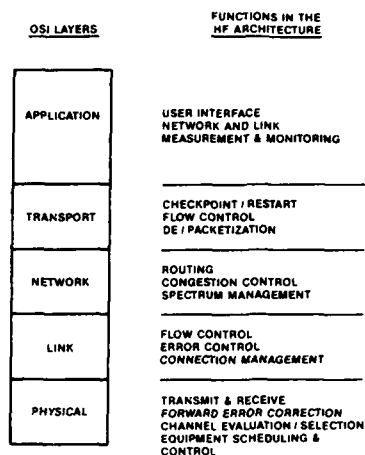 OSI LAYERS
FUNCTIONS IN THE
HF ARCHITECTURE
APPLICATION
USER INTERFACE
NETWORK AND LINK
MEASUREMENT & MONITORING
TRANSPORT
CHECKPOINT / RESTART
FLOW CONTROL
DE / PACKETIZATION
NETWORK
ROUTING
CONGESTION CONTROL
SPECTRUM MANAGEMENT
LINK
FLOW CONTROL
ERROR CONTROL
CONNECTION MANAGEMENT
PHYSICAL
TRANSMIT & RECEIVE
FORWARD ERROR CORRECTION
CHANNEL EVALUATION / SELECTION
EQUIPMENT SCHEDULING &
CONTROL